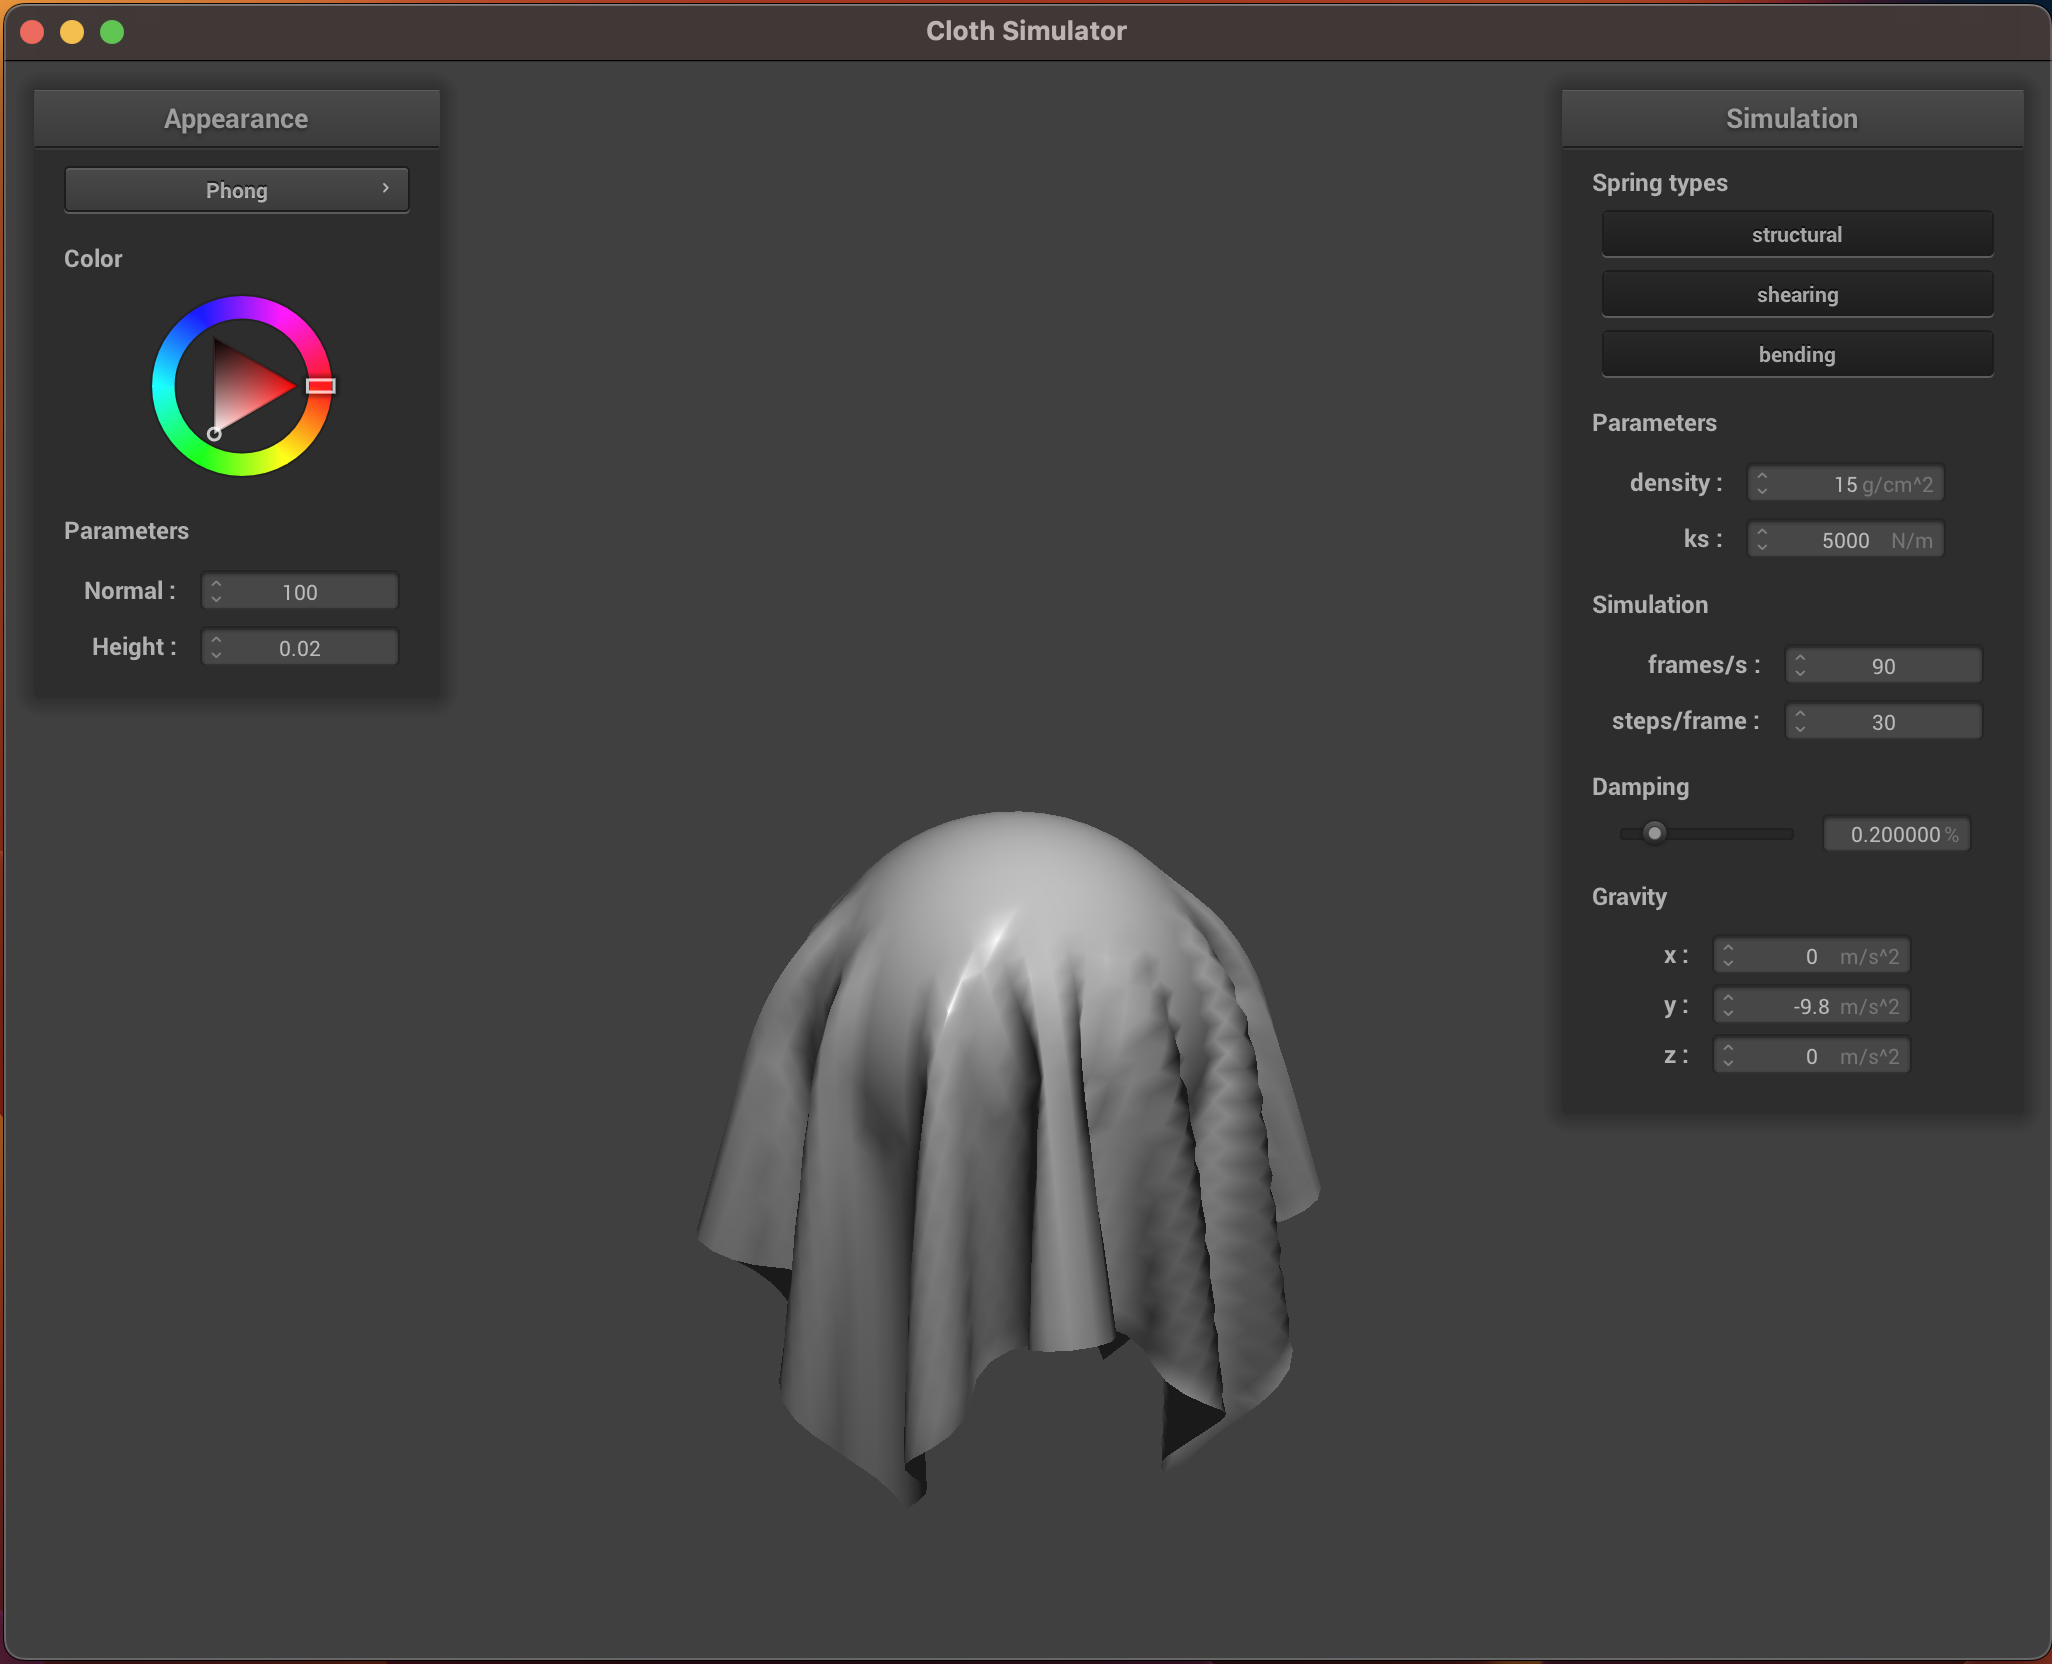 Cloth Simulator
Appearance
Phong
Color
Parameters
Normal : 100
Height : 0.02
Simulation
Spring types
structural
shearing
bending
Parameters
density : 15 g/cm^2
ks : 5000 N/m
Simulation
frames/s : 90
steps/frame : 30
Damping
0.200000 %
Gravity
x : 0 m/s^2
y : -9.8 m/s^2
z : 0 m/s^2